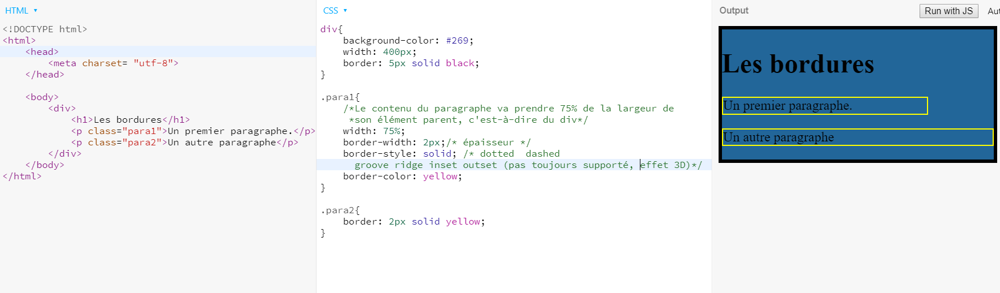 HTML ▼
<!DOCTYPE html>
<html>
<head>
<meta charset= "utf-8">
</head>
<body>
<div>
<h1>Les bordures</h1>
<p class="para1">Un premier paragraphe.</p>
<p class="para2">Un autre paragraphe</p>
</div>
</body>
</html>
CSS ▼
div{
background-color: #269;
width: 400px;
border: 5px solid black;
}
.para1{
/*Le contenu du paragraphe va prendre 75% de la largeur de
*son élément parent, c'est-à-dire du div*/
width: 75%;
border-width: 2px;/* épaisseur */
border-style: solid; /* dotted  dashed
groove ridge inset outset (pas toujours supporté, effet 3D)*/
border-color: yellow;
}
.para2{
border: 2px solid yellow;
}
Output
Run with JS
Aut
Les bordures
Un premier paragraphe.
Un autre paragraphe